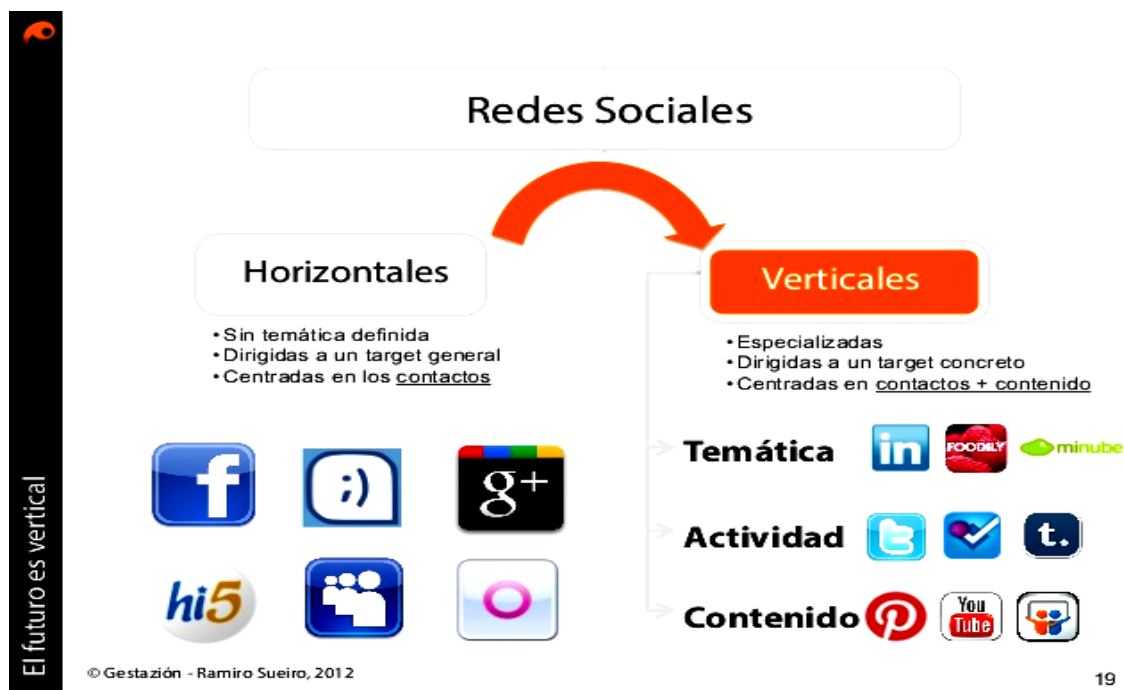 Redes Sociales
Horizontales
• Sin temática definida
• Dirigidas a un target general
• Centradas en los contactos
Verticales
• Especializadas
• Dirigidas a un target concreto
• Centradas en contactos + contenido
f
;)
g+
hi5
Temática
in
FOODILY
minube
Actividad
t.
Contenido
You
Tube
El futuro es vertical
© Gestazión - Ramiro Sueiro, 2012
19